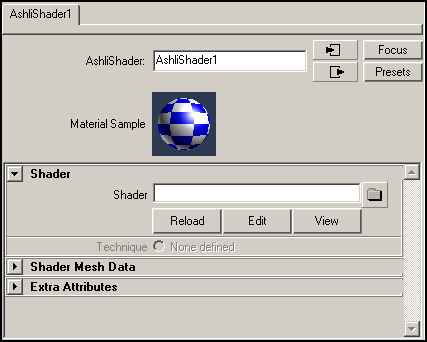 AshliShader1
AshliShader: AshliShader1 Focus
Presets
Material Sample
Shader
Shader
Reload Edit View
Technique None defined
Shader Mesh Data
Extra Attributes